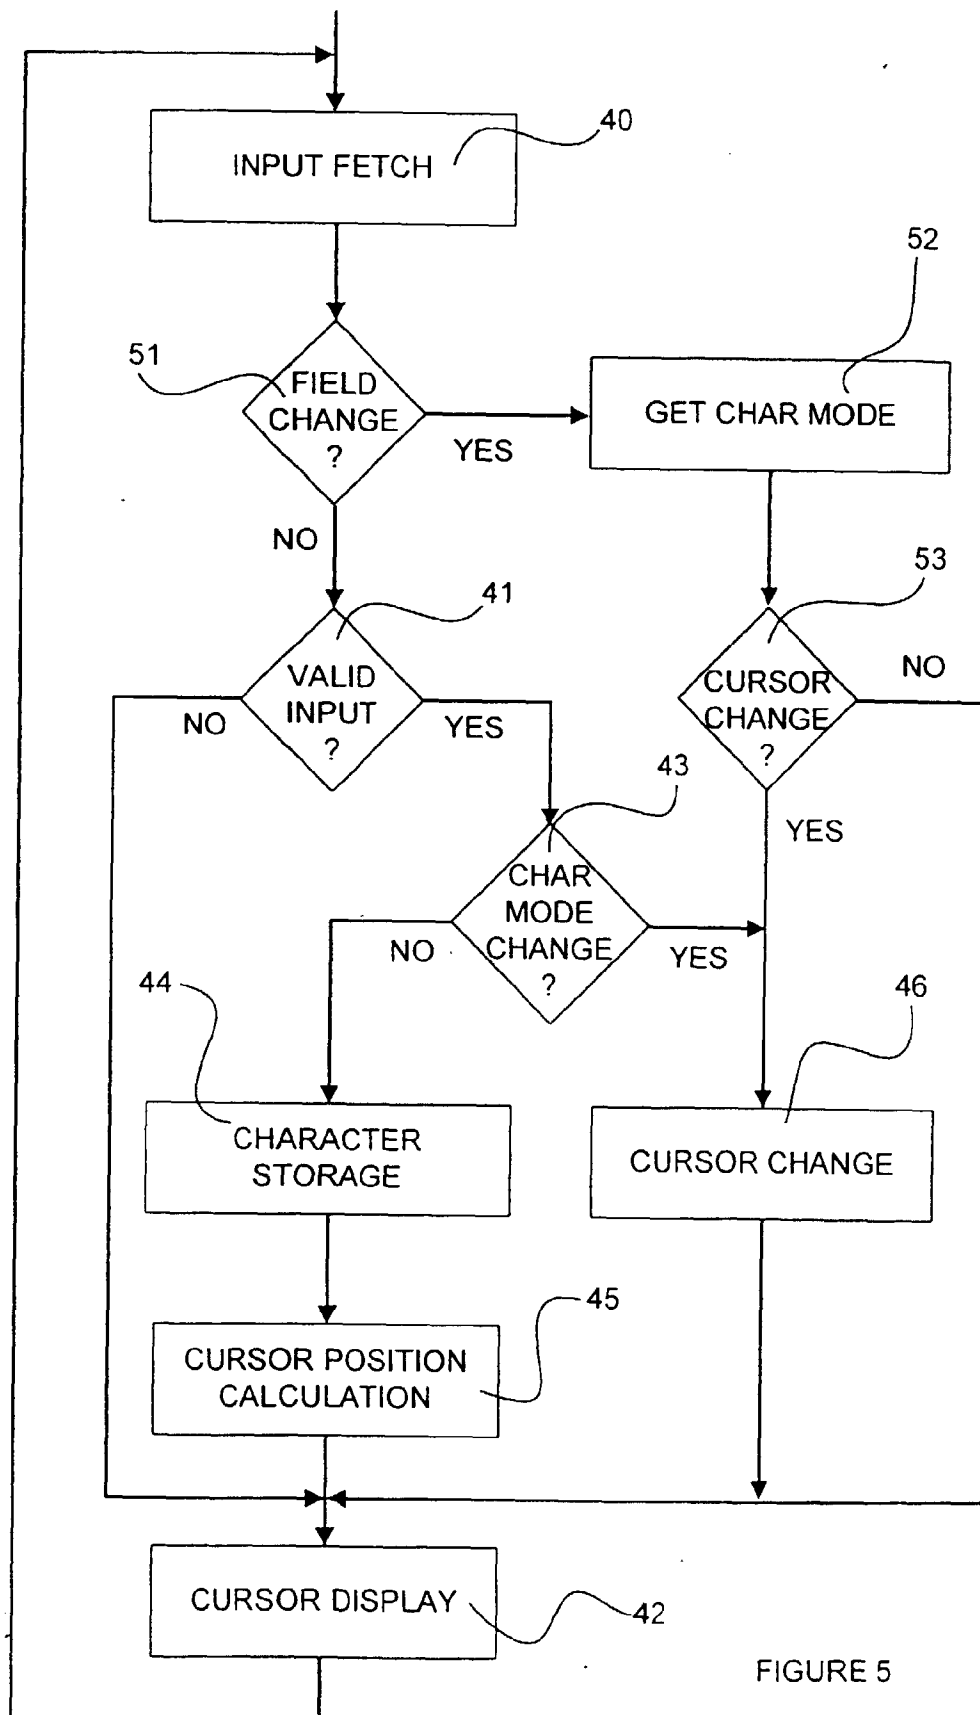 40
INPUT FETCH
52
51
FIELD
CHANGE
?
GET CHAR MODE
YES
NO
53
41
VALID
INPUT
?
NO
YES
CURSOR
CHANGE
?
NO
43
YES
CHAR
MODE
CHANGE
?
NO
YES
44
46
CHARACTER
STORAGE
CURSOR CHANGE
45
CURSOR POSITION
CALCULATION
CURSOR DISPLAY
42
FIGURE 5